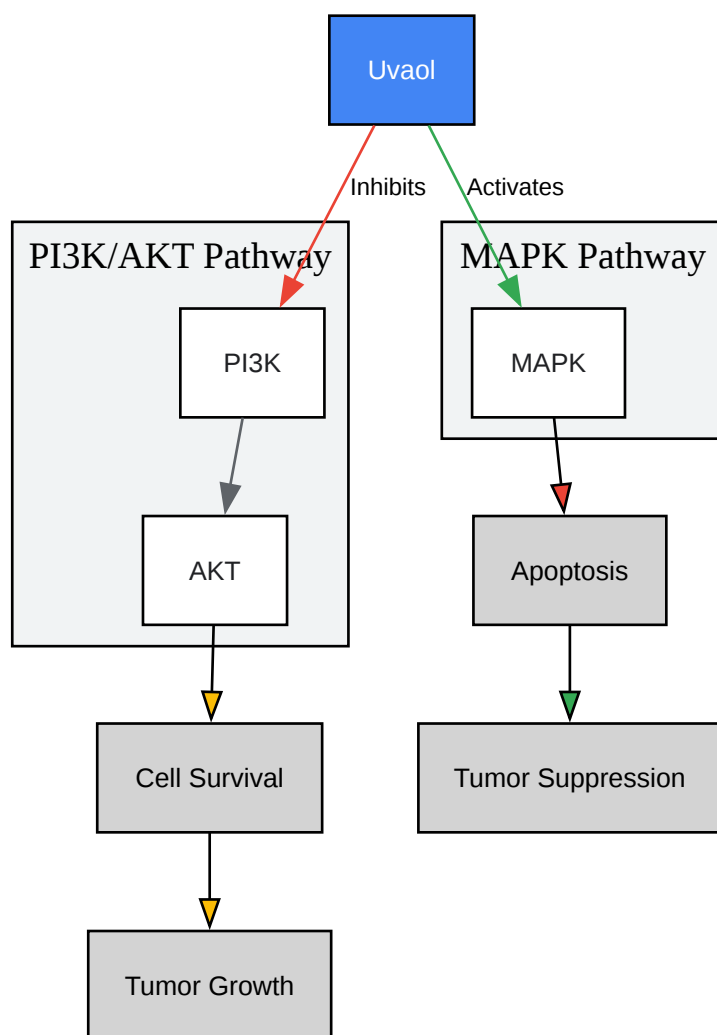 Uvaol
Inhibits
Activates
PI3K/AKT Pathway
MAPK Pathway
PI3K
MAPK
AKT
Apoptosis
Cell Survival
Tumor Suppression
Tumor Growth